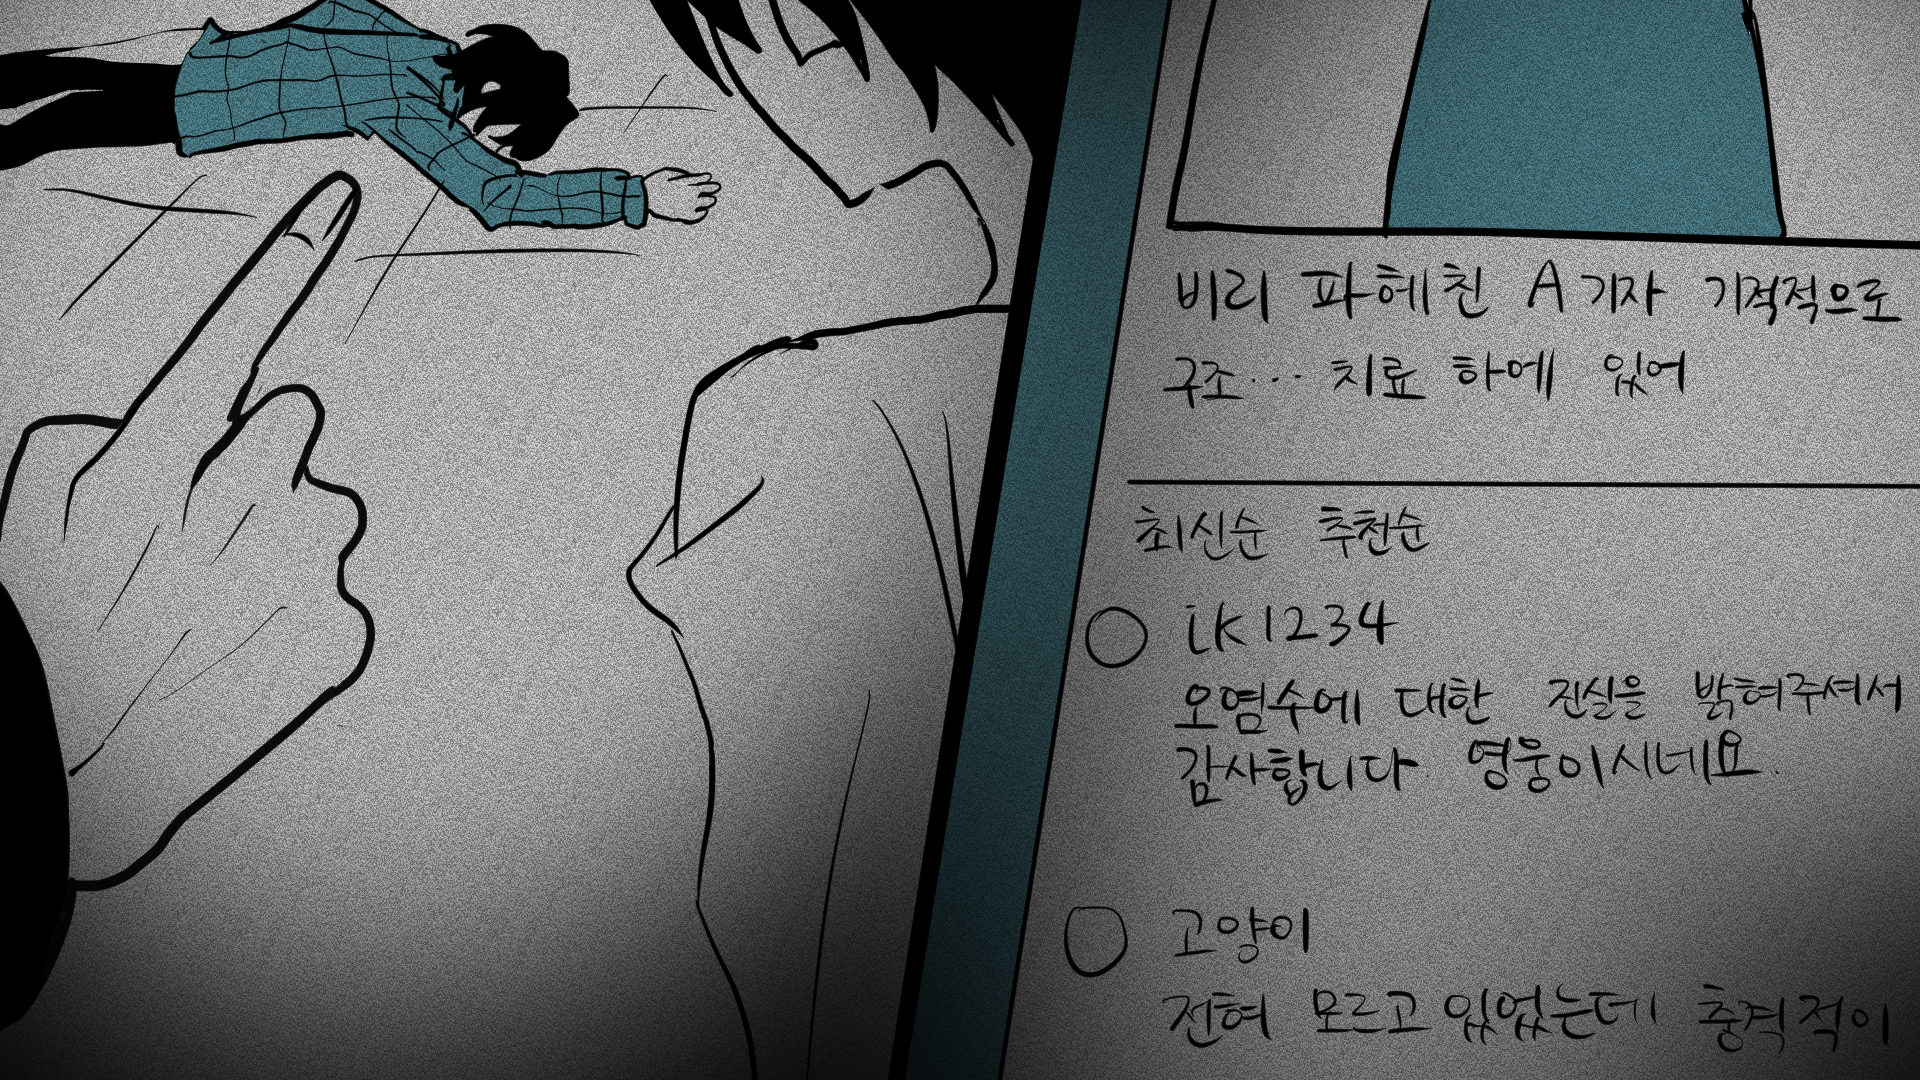 비리 파헤친 A기자 기적적으로
구조… 치료 하에 있어
최신순 추천순
ik1234
오염수에 대한 진실을 밝혀주셔서
감사합니다. 영웅이시네요.
고양이
전혀 모르고 있었는데 충격적이